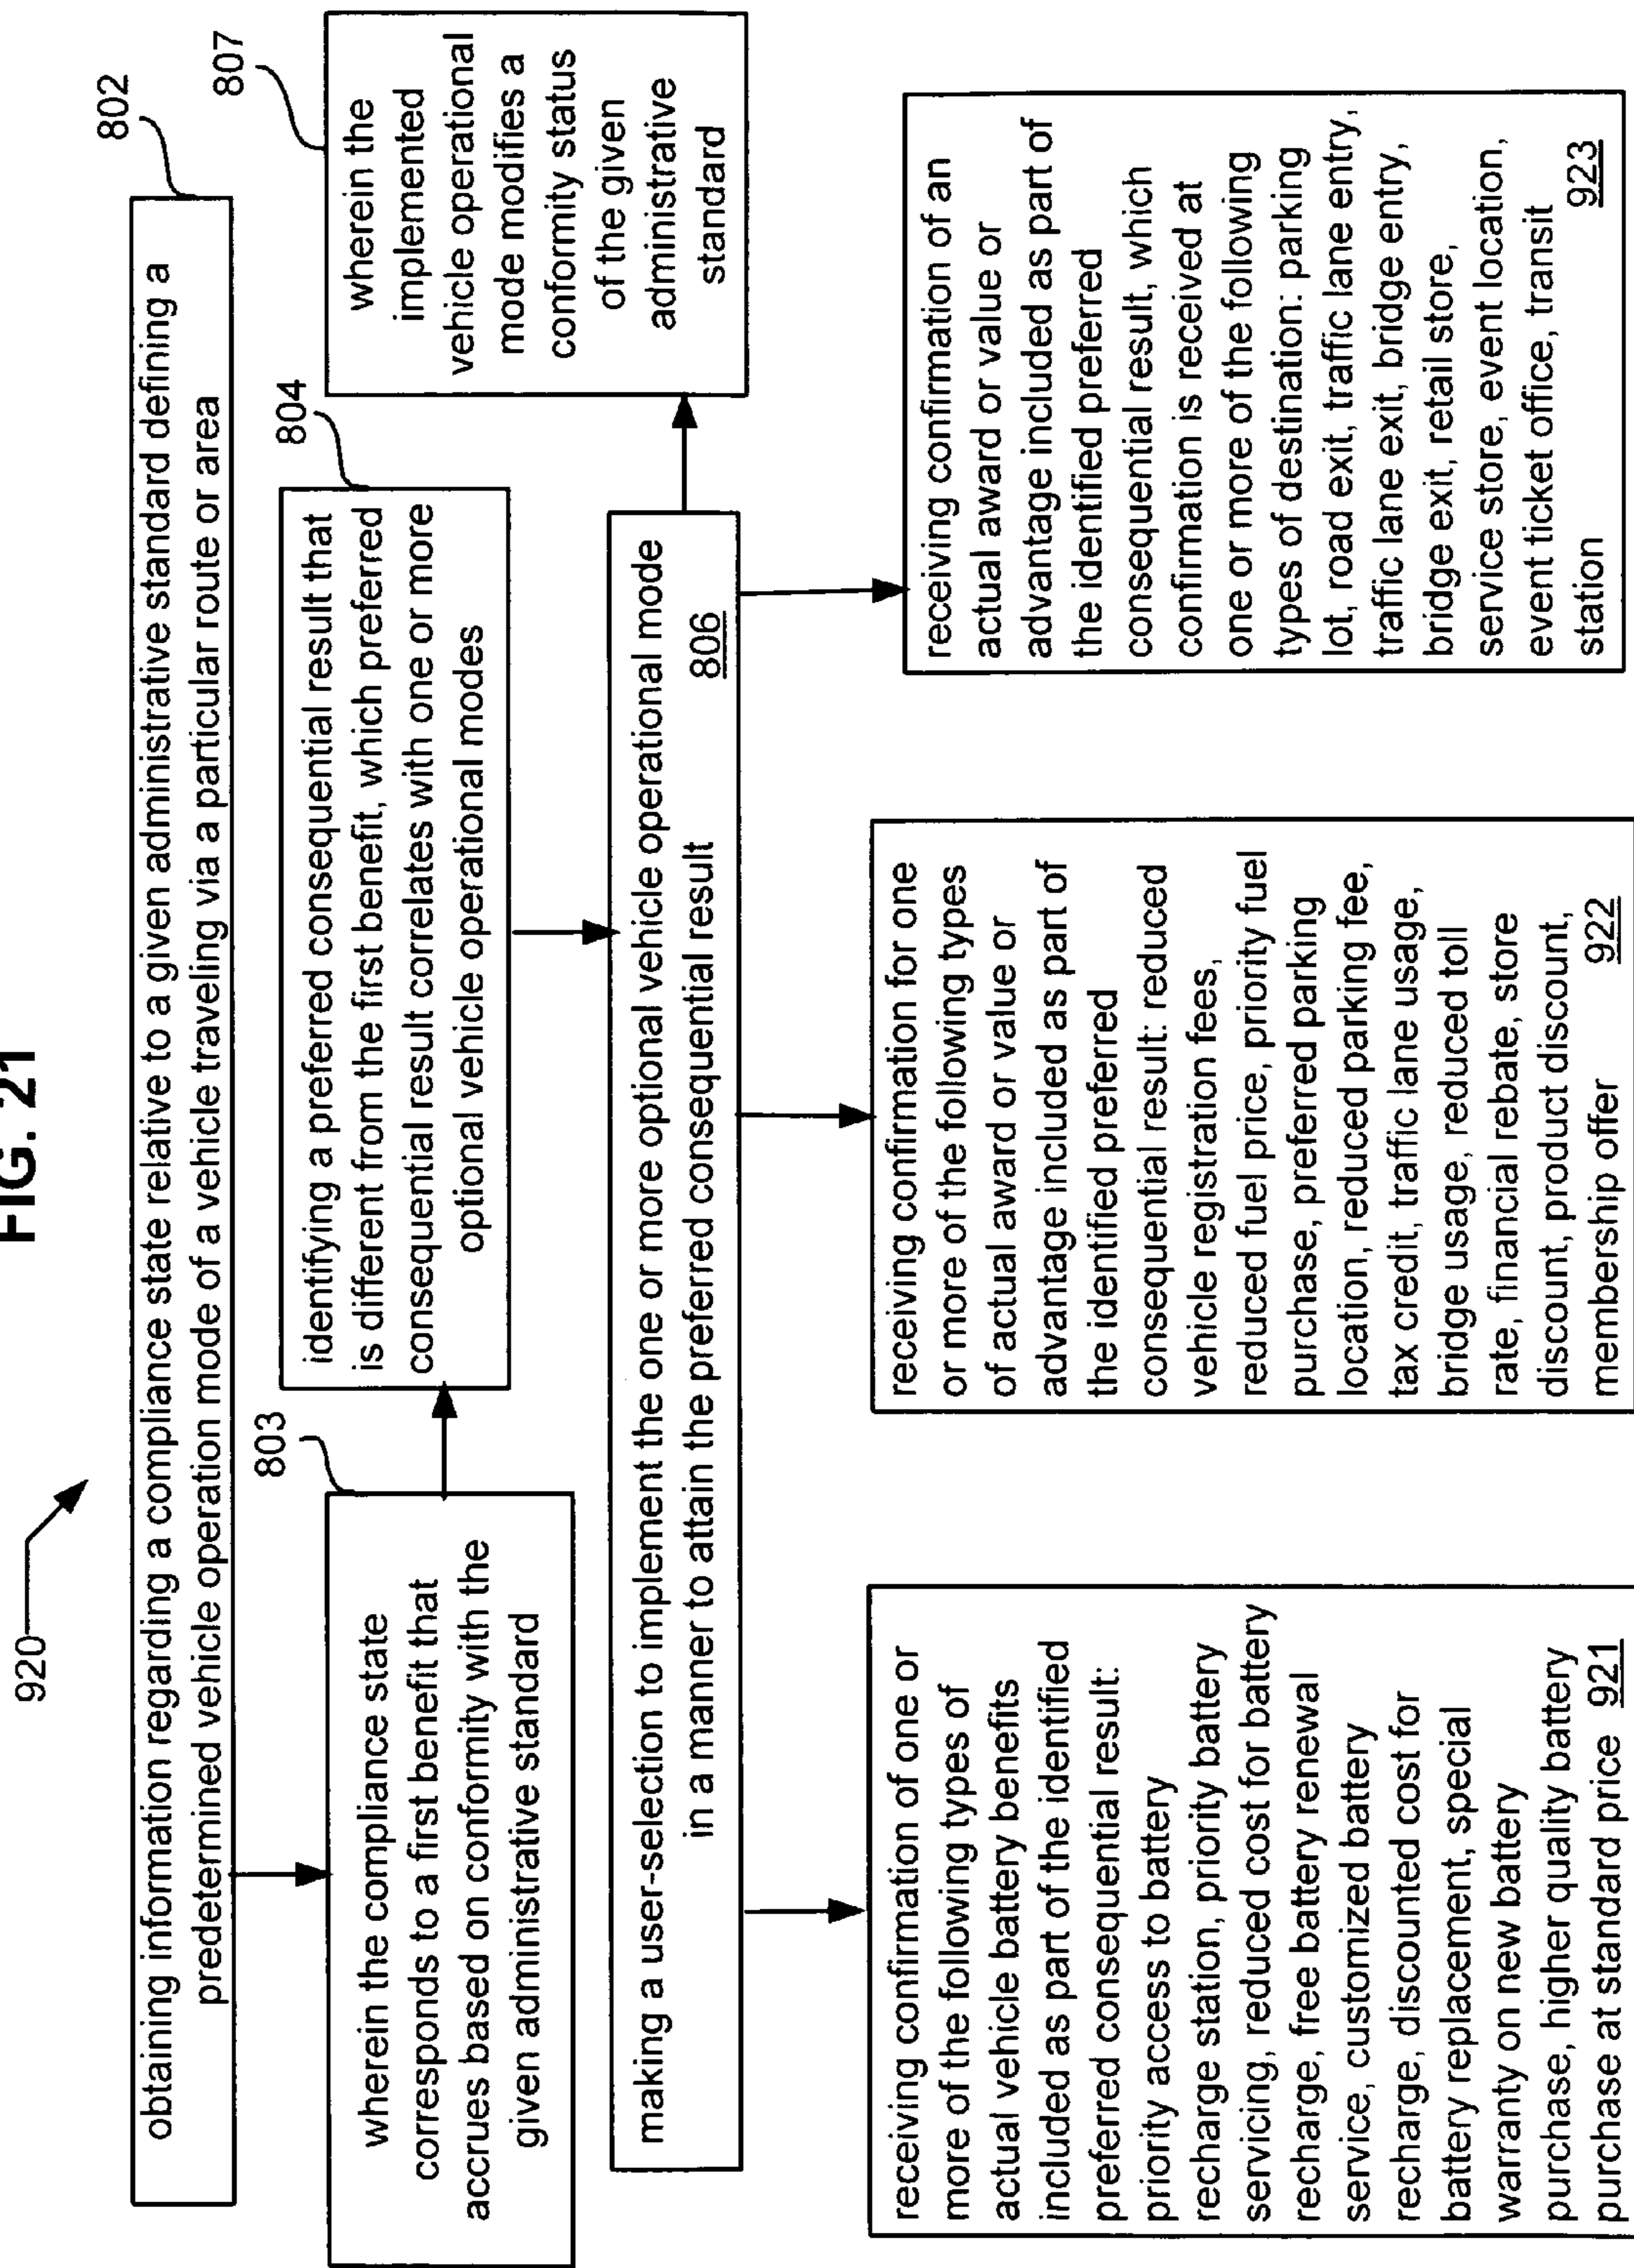 FIG. 21
920
802
obtaining information regarding a compliance state relative to a given administrative standard defining a
predetermined vehicle operation mode of a vehicle traveling via a particular route or area
803
wherein the compliance state
corresponds to a first benefit that
accrues based on conformity with the
given administrative standard
804
identifying a preferred consequential result that
is different from the first benefit, which preferred
consequential result correlates with one or more
optional vehicle operational modes
807
wherein the
implemented
vehicle operational
mode modifies a
conformity status
of the given
administrative
standard
making a user-selection to implement the one or more optional vehicle operational mode
in a manner to attain the preferred consequential result 806
receiving confirmation of one or
more of the following types of
actual vehicle battery benefits
included as part of the identified
preferred consequential result:
priority access to battery
recharge station, priority battery
servicing, reduced cost for battery
recharge, free battery renewal
service, customized battery
recharge, discounted cost for
battery replacement, special
warranty on new battery
purchase, higher quality battery
purchase at standard price 921
receiving confirmation for one
or more of the following types
of actual award or value or
advantage included as part of
the identified preferred
consequential result: reduced
vehicle registration fees,
reduced fuel price, priority fuel
purchase, preferred parking
location, reduced parking fee,
tax credit, traffic lane usage,
bridge usage, reduced toll
rate, financial rebate, store
discount, product discount,
membership offer 922
receiving confirmation of an
actual award or value or
advantage included as part of
the identified preferred
consequential result, which
confirmation is received at
one or more of the following
types of destination: parking
lot, road exit, traffic lane entry,
traffic lane exit, bridge entry,
bridge exit, retail store,
service store, event location,
event ticket office, transit
station 923